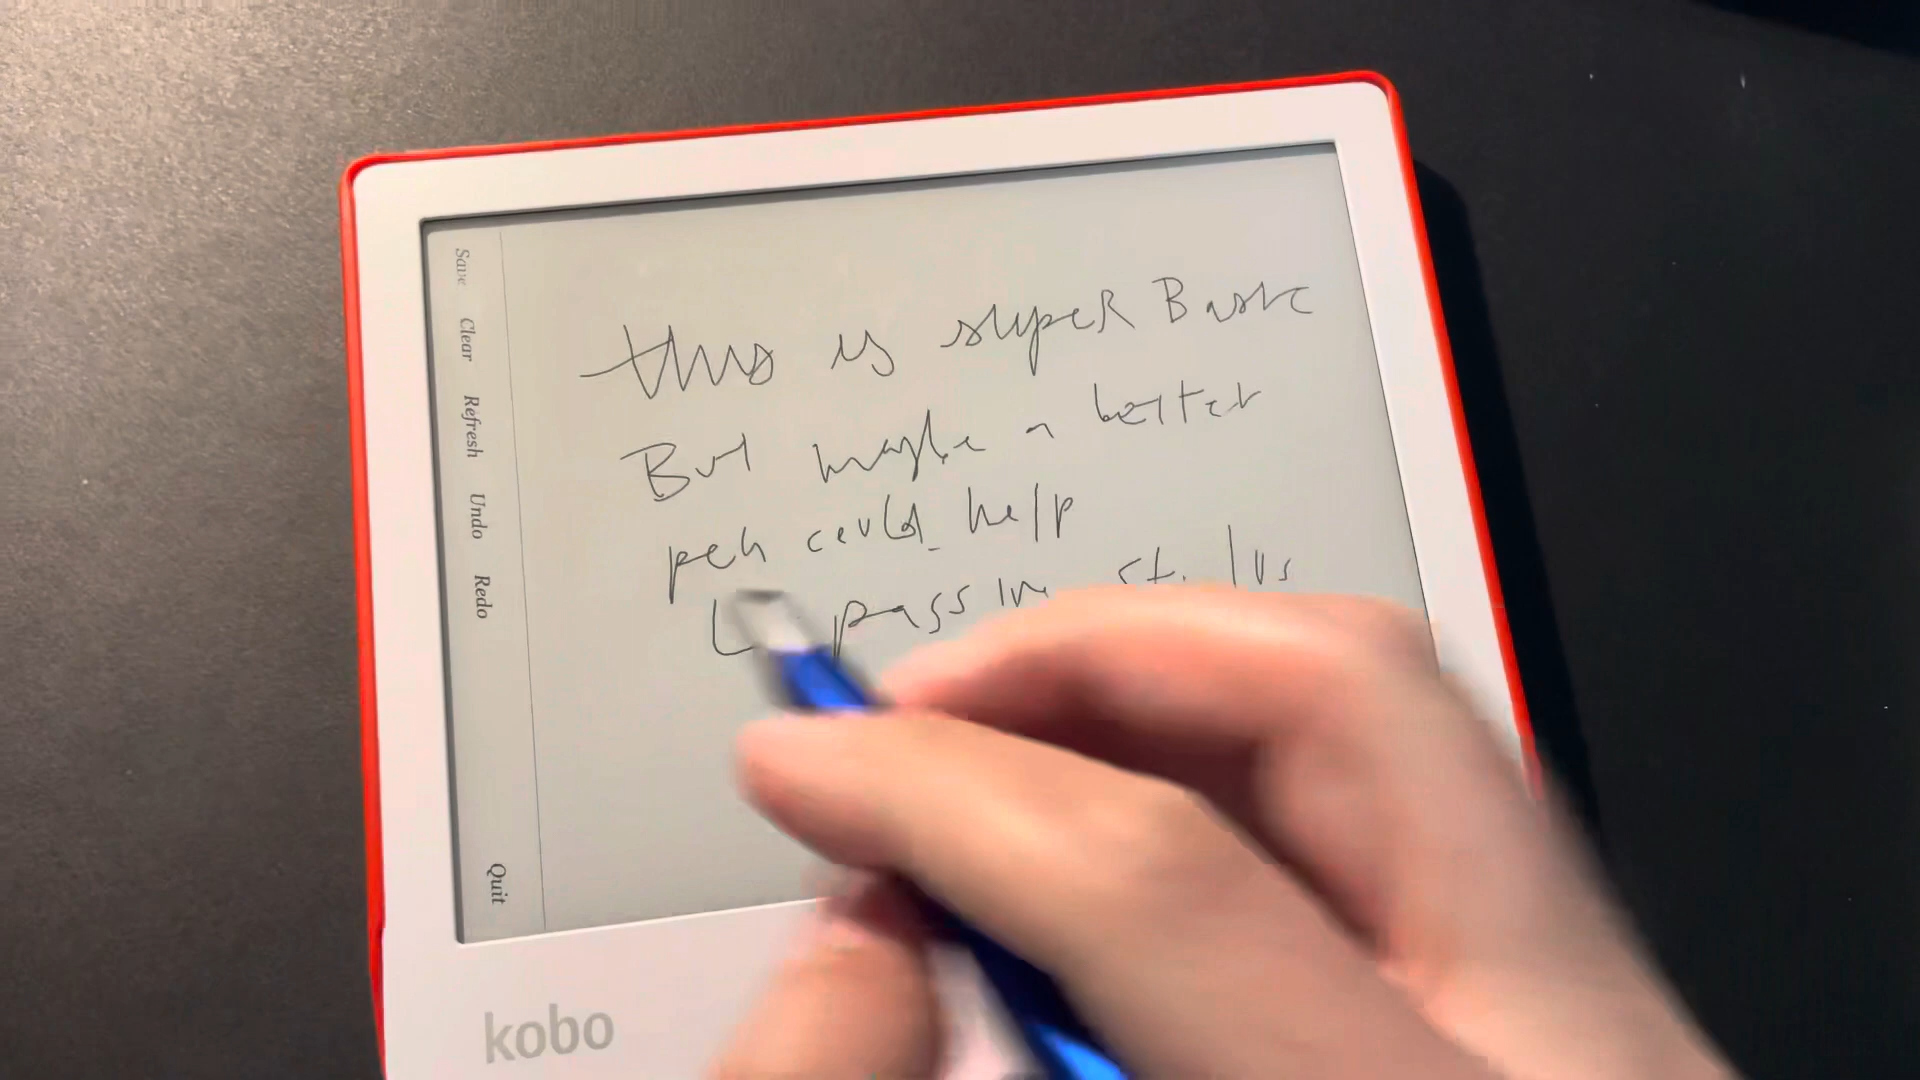 Save Clear Refresh Undo Redo Quit
this is super Basic
But maybe a better
pen could help
passive stylus
kobo